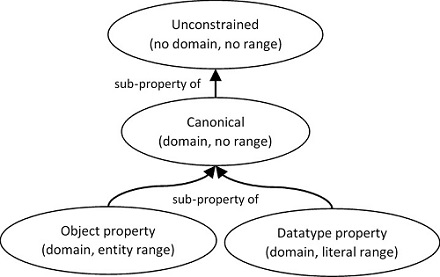 Unconstrained
(no domain, no range)
sub-property of
Canonical
(domain, no range)
sub-property of
Object property
(domain, entity range)
Datatype property
(domain, literal range)